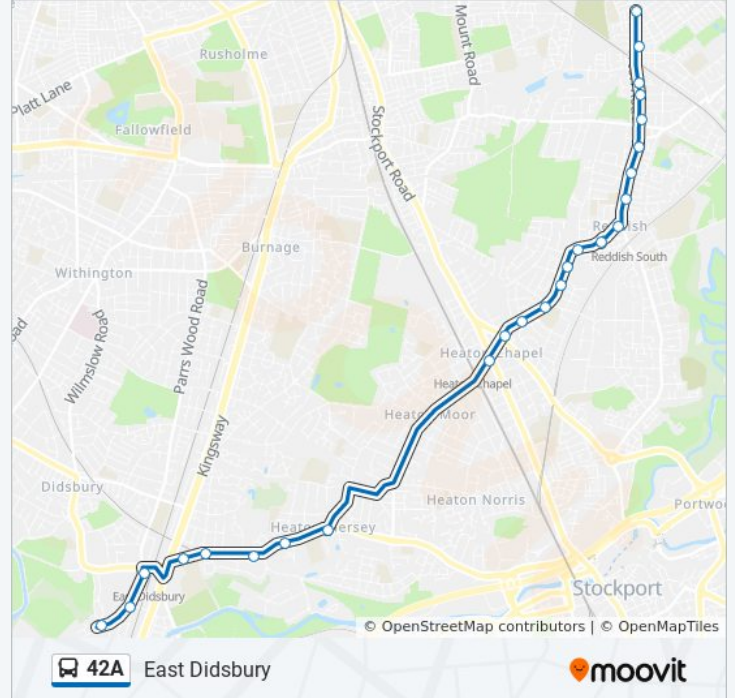 Rusholme
Mount Road
Platt Lane
Fallowfield
Stockport Road
Reddish
Burnage
Reddish South
Withington
Parrs Wood Road
Wilmslow Road
Heaton Chapel
Heaton Chapel
Heaton Moor
Kingsway
Didsbury
Heaton Norris
Portwoo
Heaton Mersey
Stockport
East Didsbury
© OpenStreetMap contributors | © OpenMapTiles
42A East Didsbury
moovit